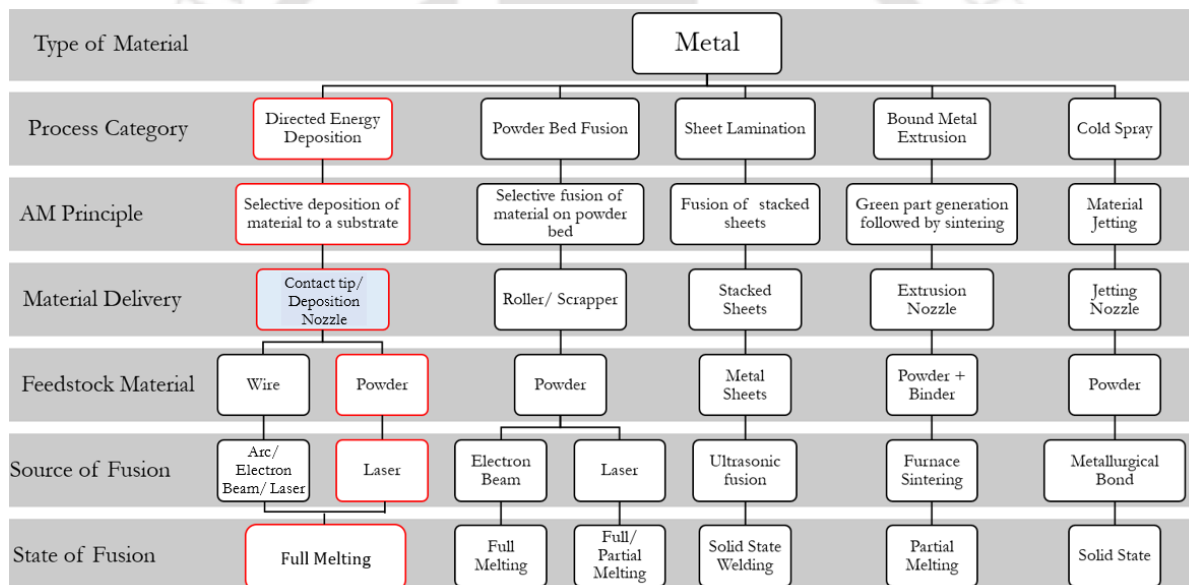 Type of Material
Metal
Process Category
Directed Energy
Deposition
Powder Bed Fusion
Sheet Lamination
Bound Metal
Extrusion
Cold Spray
AM Principle
Selective deposition of
material to a substrate
Selective fusion of
material on powder
bed
Fusion of stacked
sheets
Green part generation
followed by sintering
Material
Jetting
Material Delivery
Contact tip/
Deposition
Nozzle
Roller/ Scrapper
Stacked
Sheets
Extrusion
Nozzle
Jetting
Nozzle
Feedstock Material
Wire
Powder
Powder
Metal
Sheets
Powder +
Binder
Powder
Source of Fusion
Arc/
Electron
Beam/ Laser
Laser
Electron
Beam
Laser
Ultrasonic
fusion
Furnace
Sintering
Metallurgical
Bond
State of Fusion
Full Melting
Full
Melting
Full/
Partial
Melting
Solid State
Welding
Partial
Melting
Solid State